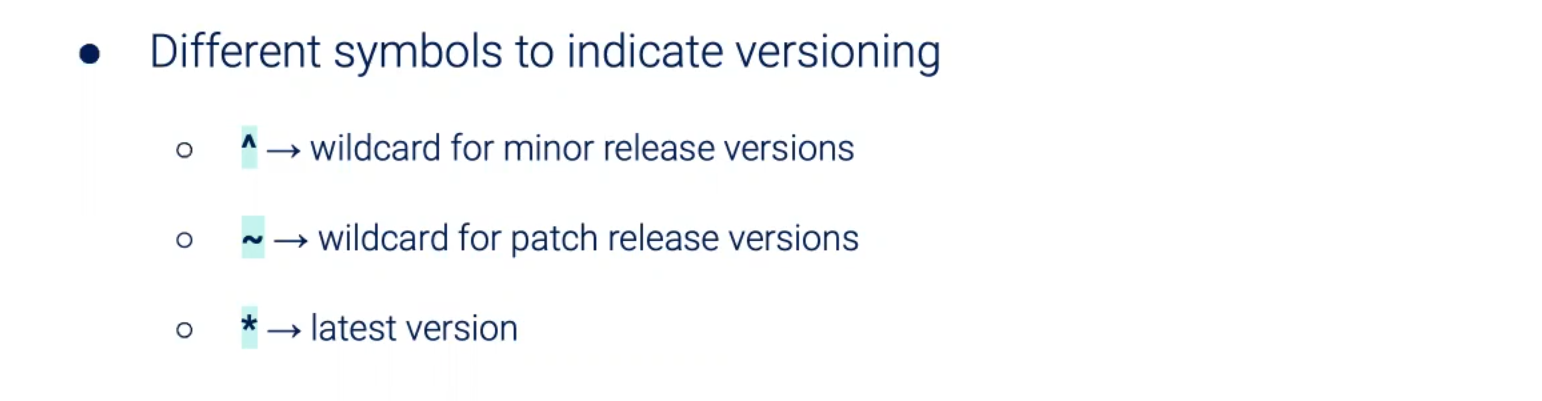 ● Different symbols to indicate versioning
○ ^ → wildcard for minor release versions
○ ~ → wildcard for patch release versions
○ * → latest version